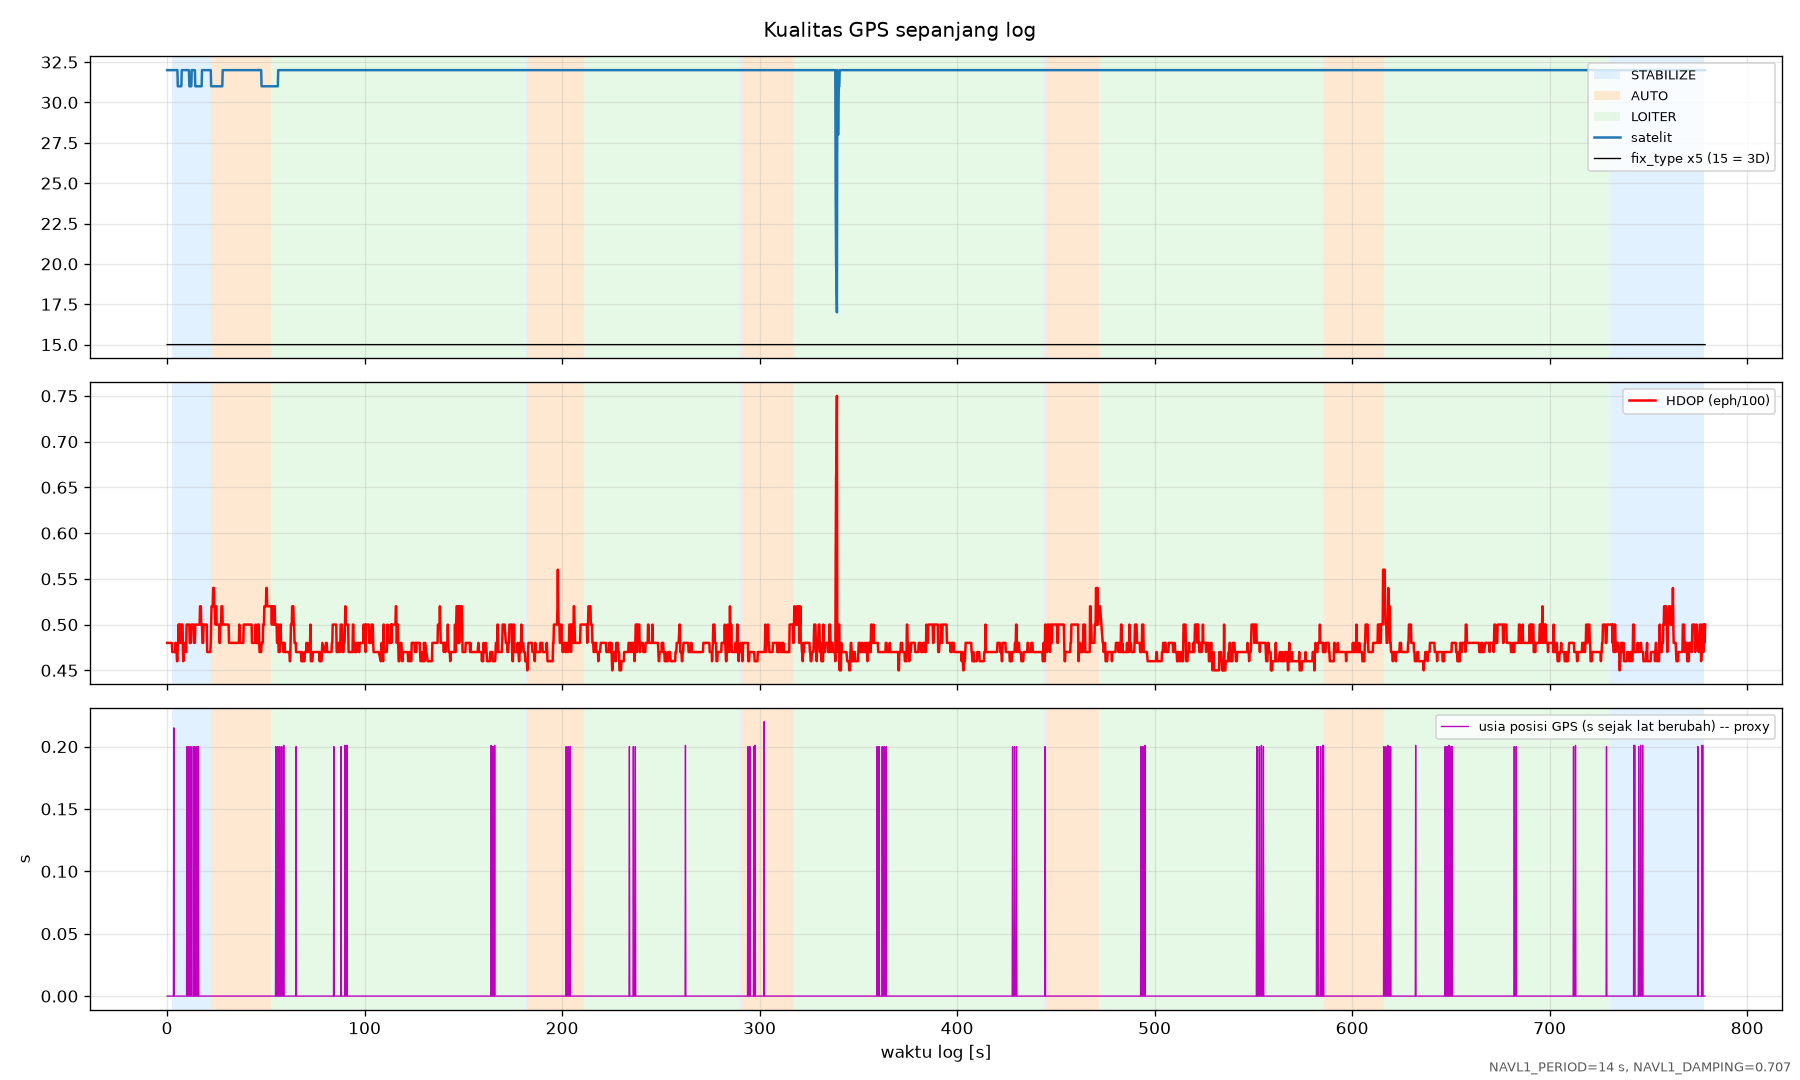 Kualitas GPS sepanjang log
32.5
30.0
27.5
25.0
22.5
20.0
17.5
15.0
STABILIZE
AUTO
LOITER
satelit
fix_type x5 (15 = 3D)
0.75
0.70
0.65
0.60
0.55
0.50
0.45
HDOP (eph/100)
0.20
0.15
0.10
0.05
0.00
s
usia posisi GPS (s sejak lat berubah) -- proxy
0 100 200 300 400 500 600 700 800
waktu log [s]
NAVL1_PERIOD=14 s, NAVL1_DAMPING=0.707